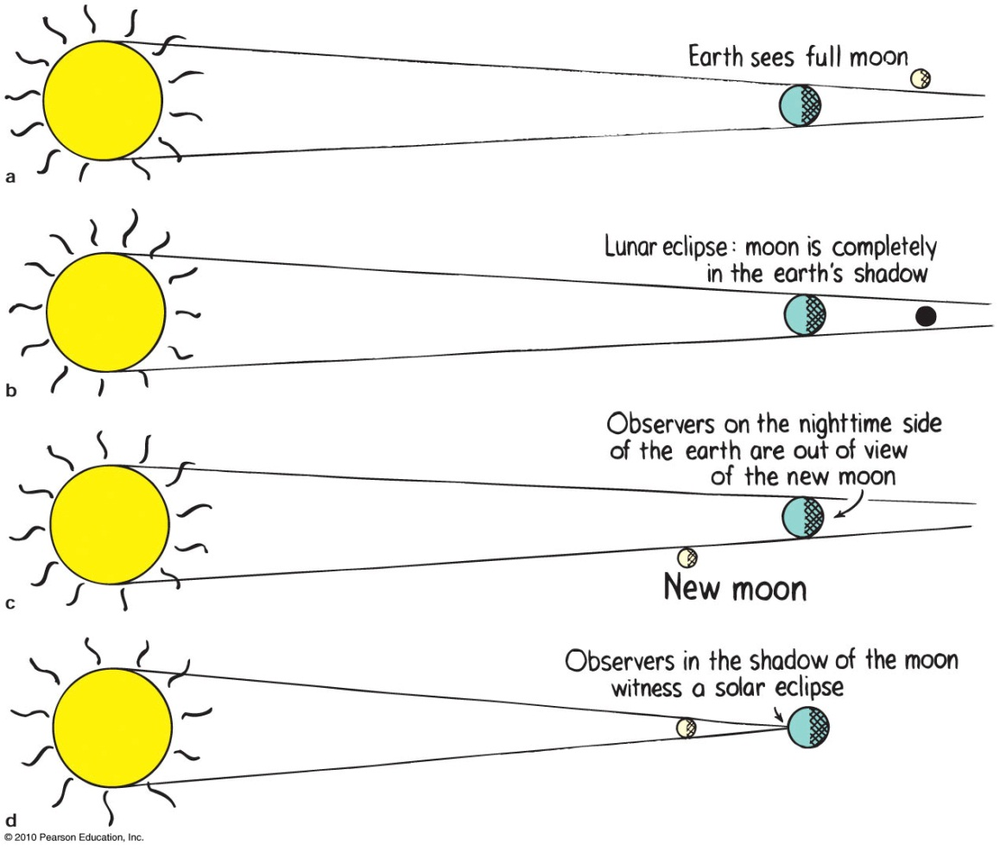 Earth sees full moon
a
Lunar eclipse: moon is completely
in the earth's shadow
b
Observers on the nighttime side
of the earth are out of view
of the new moon
New moon
c
Observers in the shadow of the moon
witness a solar eclipse
d
© 2010 Pearson Education, Inc.